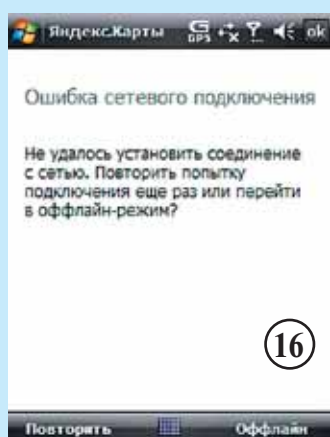 Яндекс.Карты GPS ok
Ошибка сетевого подключения
Не удалось установить соединение
с сетью. Повторить попытку
подключения еще раз или перейти
в оффлайн-режим?
16
Повторить Оффлайн